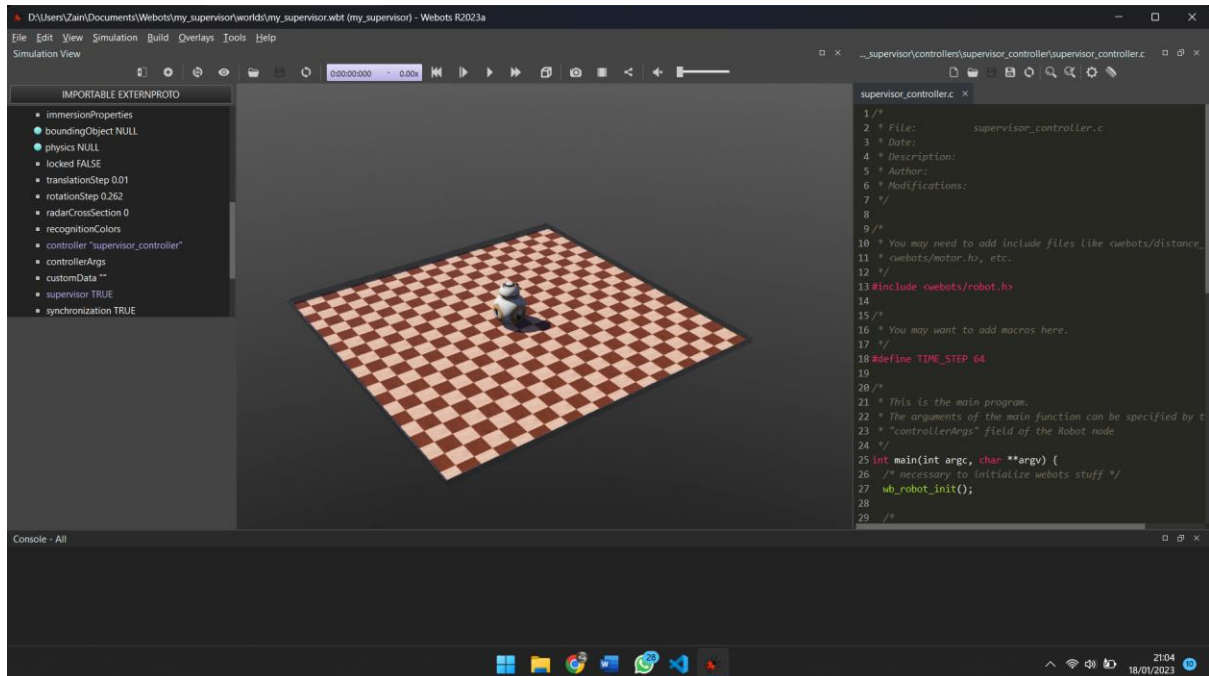 D:\Users\Zain\Documents\Webots\my_supervisor\worlds\my_supervisor.wbt (my_supervisor) - Webots R2023a
File Edit View Simulation Build Overlays Tools Help
Simulation View
..._supervisor\controllers\supervisor_controller\supervisor_controller.c
0:00:00:000 - 0.00x
IMPORTABLE EXTERNPROTO
immersionProperties
boundingObject NULL
physics NULL
locked FALSE
translationStep 0.01
rotationStep 0.262
radarCrossSection 0
recognitionColors
controller "supervisor_controller"
controllerArgs
customData ""
supervisor TRUE
synchronization TRUE
supervisor_controller.c
1 /*
2 * File: supervisor_controller.c
3 * Date:
4 * Description:
5 * Author:
6 * Modifications:
7 */
8
9 /*
10 * You may need to add include files like <webots/distance_
11 * <webots/motor.h>, etc.
12 */
13 #include <webots/robot.h>
14
15 /*
16 * You may want to add macros here.
17 */
18 #define TIME_STEP 64
19
20 /*
21 * This is the main program.
22 * The arguments of the main function can be specified by t
23 * "controllerArgs" field of the Robot node
24 */
25 int main(int argc, char **argv) {
26 /* necessary to initialize webots stuff */
27 wb_robot_init();
28
29 /*
Console - All
28
21:04
18/01/2023
10